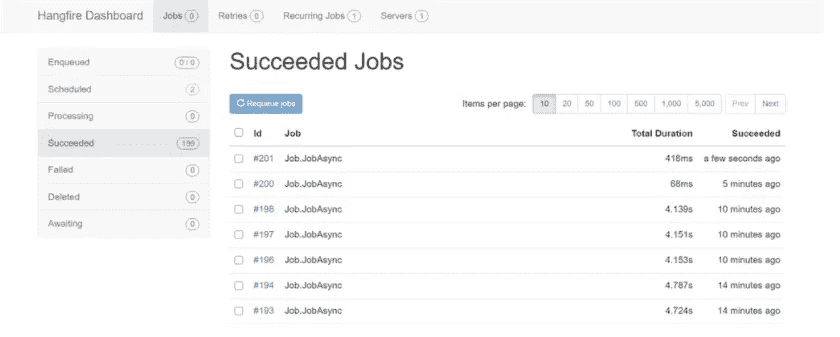 Hangfire Dashboard Jobs 0 Retries 0 Recurring Jobs 1 Servers 1
Enqueued 0 / 0
Scheduled 2
Processing 0
Succeeded 199
Failed 0
Deleted 0
Awaiting 0
Succeeded Jobs
Requeue jobs Items per page: 10 20 50 100 500 1,000 5,000 Prev Next
Id Job Total Duration Succeeded
#201 Job.JobAsync 418ms a few seconds ago
#200 Job.JobAsync 68ms 5 minutes ago
#198 Job.JobAsync 4.139s 10 minutes ago
#197 Job.JobAsync 4.151s 10 minutes ago
#196 Job.JobAsync 4.153s 10 minutes ago
#194 Job.JobAsync 4.787s 14 minutes ago
#193 Job.JobAsync 4.724s 14 minutes ago